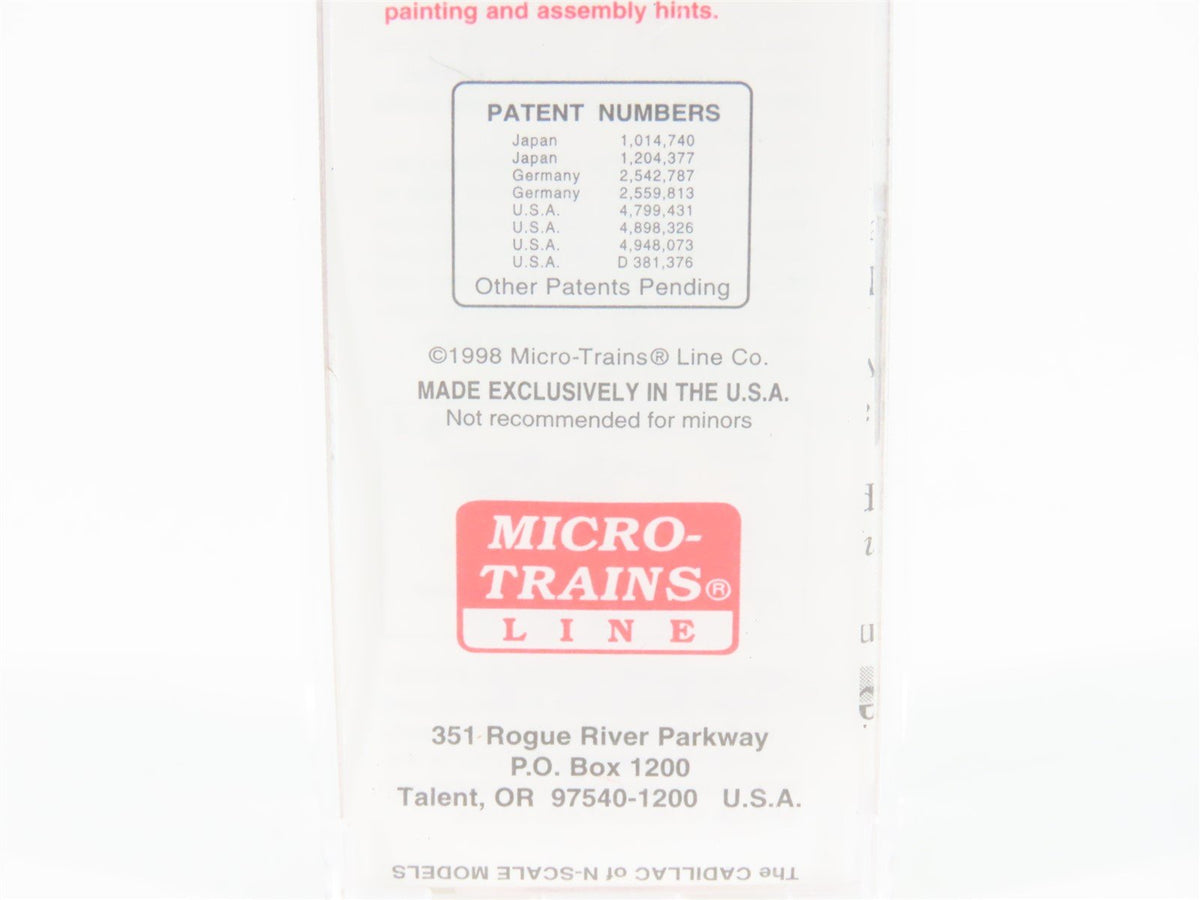 painting and assembly hints.
PATENT NUMBERS
Japan 1,014,740
Japan 1,204,377
Germany 2,542,787
Germany 2,559,813
U.S.A. 4,799,431
U.S.A. 4,898,326
U.S.A. 4,948,073
U.S.A. D 381,376
Other Patents Pending
©1998 Micro-Trains® Line Co.
MADE EXCLUSIVELY IN THE U.S.A.
Not recommended for minors
MICRO-
TRAINS®
LINE
351 Rogue River Parkway
P.O. Box 1200
Talent, OR 97540-1200 U.S.A.
The CADILLAC of N-SCALE MODELS